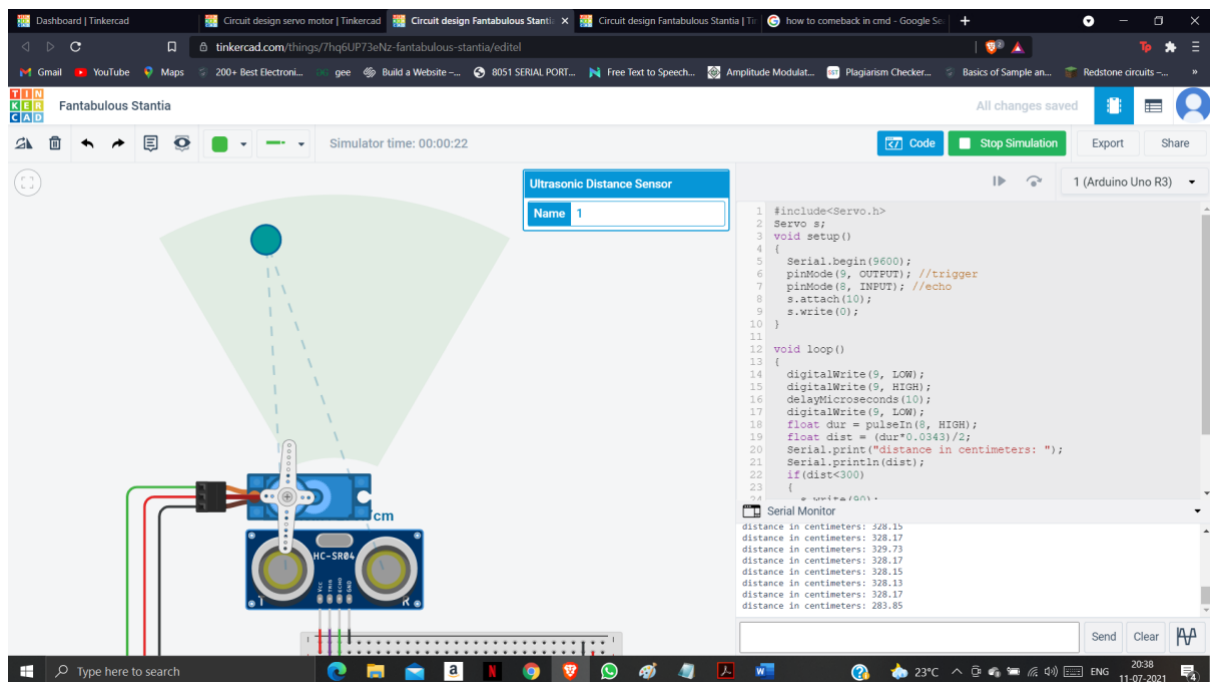 Dashboard | Tinkercad
Circuit design servo motor | Tinkercad
Circuit design Fantabulous Stanti
Circuit design Fantabulous Stantia | Tin
how to comeback in cmd - Google Se
tinkercad.com/things/7hq6UP73eNz-fantabulous-stantia/editel
Gmail
YouTube
Maps
200+ Best Electroni...
gee
Build a Website –...
8051 SERIAL PORT...
Free Text to Speech...
Amplitude Modulat...
Plagiarism Checker...
Basics of Sample an...
Redstone circuits –...
TINKERCAD
Fantabulous Stantia
All changes saved
Simulator time: 00:00:22
Code
Stop Simulation
Export
Share
Ultrasonic Distance Sensor
Name 1
1 (Arduino Uno R3)
1 #include<Servo.h>
2 Servo s;
3 void setup()
4 {
5 Serial.begin(9600);
6 pinMode(9, OUTPUT); //trigger
7 pinMode(8, INPUT); //echo
8 s.attach(10);
9 s.write(0);
10 }
11
12 void loop()
13 {
14 digitalWrite(9, LOW);
15 digitalWrite(9, HIGH);
16 delayMicroseconds(10);
17 digitalWrite(9, LOW);
18 float dur = pulseIn(8, HIGH);
19 float dist = (dur*0.0343)/2;
20 Serial.print("distance in centimeters: ");
21 Serial.println(dist);
22 if(dist<300)
23 {
24 s.write(90);
cm
HC-SR04
VCC
TRIG
ECHO
GND
T
R
Serial Monitor
distance in centimeters: 328.15
distance in centimeters: 328.17
distance in centimeters: 329.73
distance in centimeters: 328.17
distance in centimeters: 328.15
distance in centimeters: 328.13
distance in centimeters: 328.17
distance in centimeters: 283.85
Send
Clear
Type here to search
23°C
ENG
20:38
11-07-2021
4